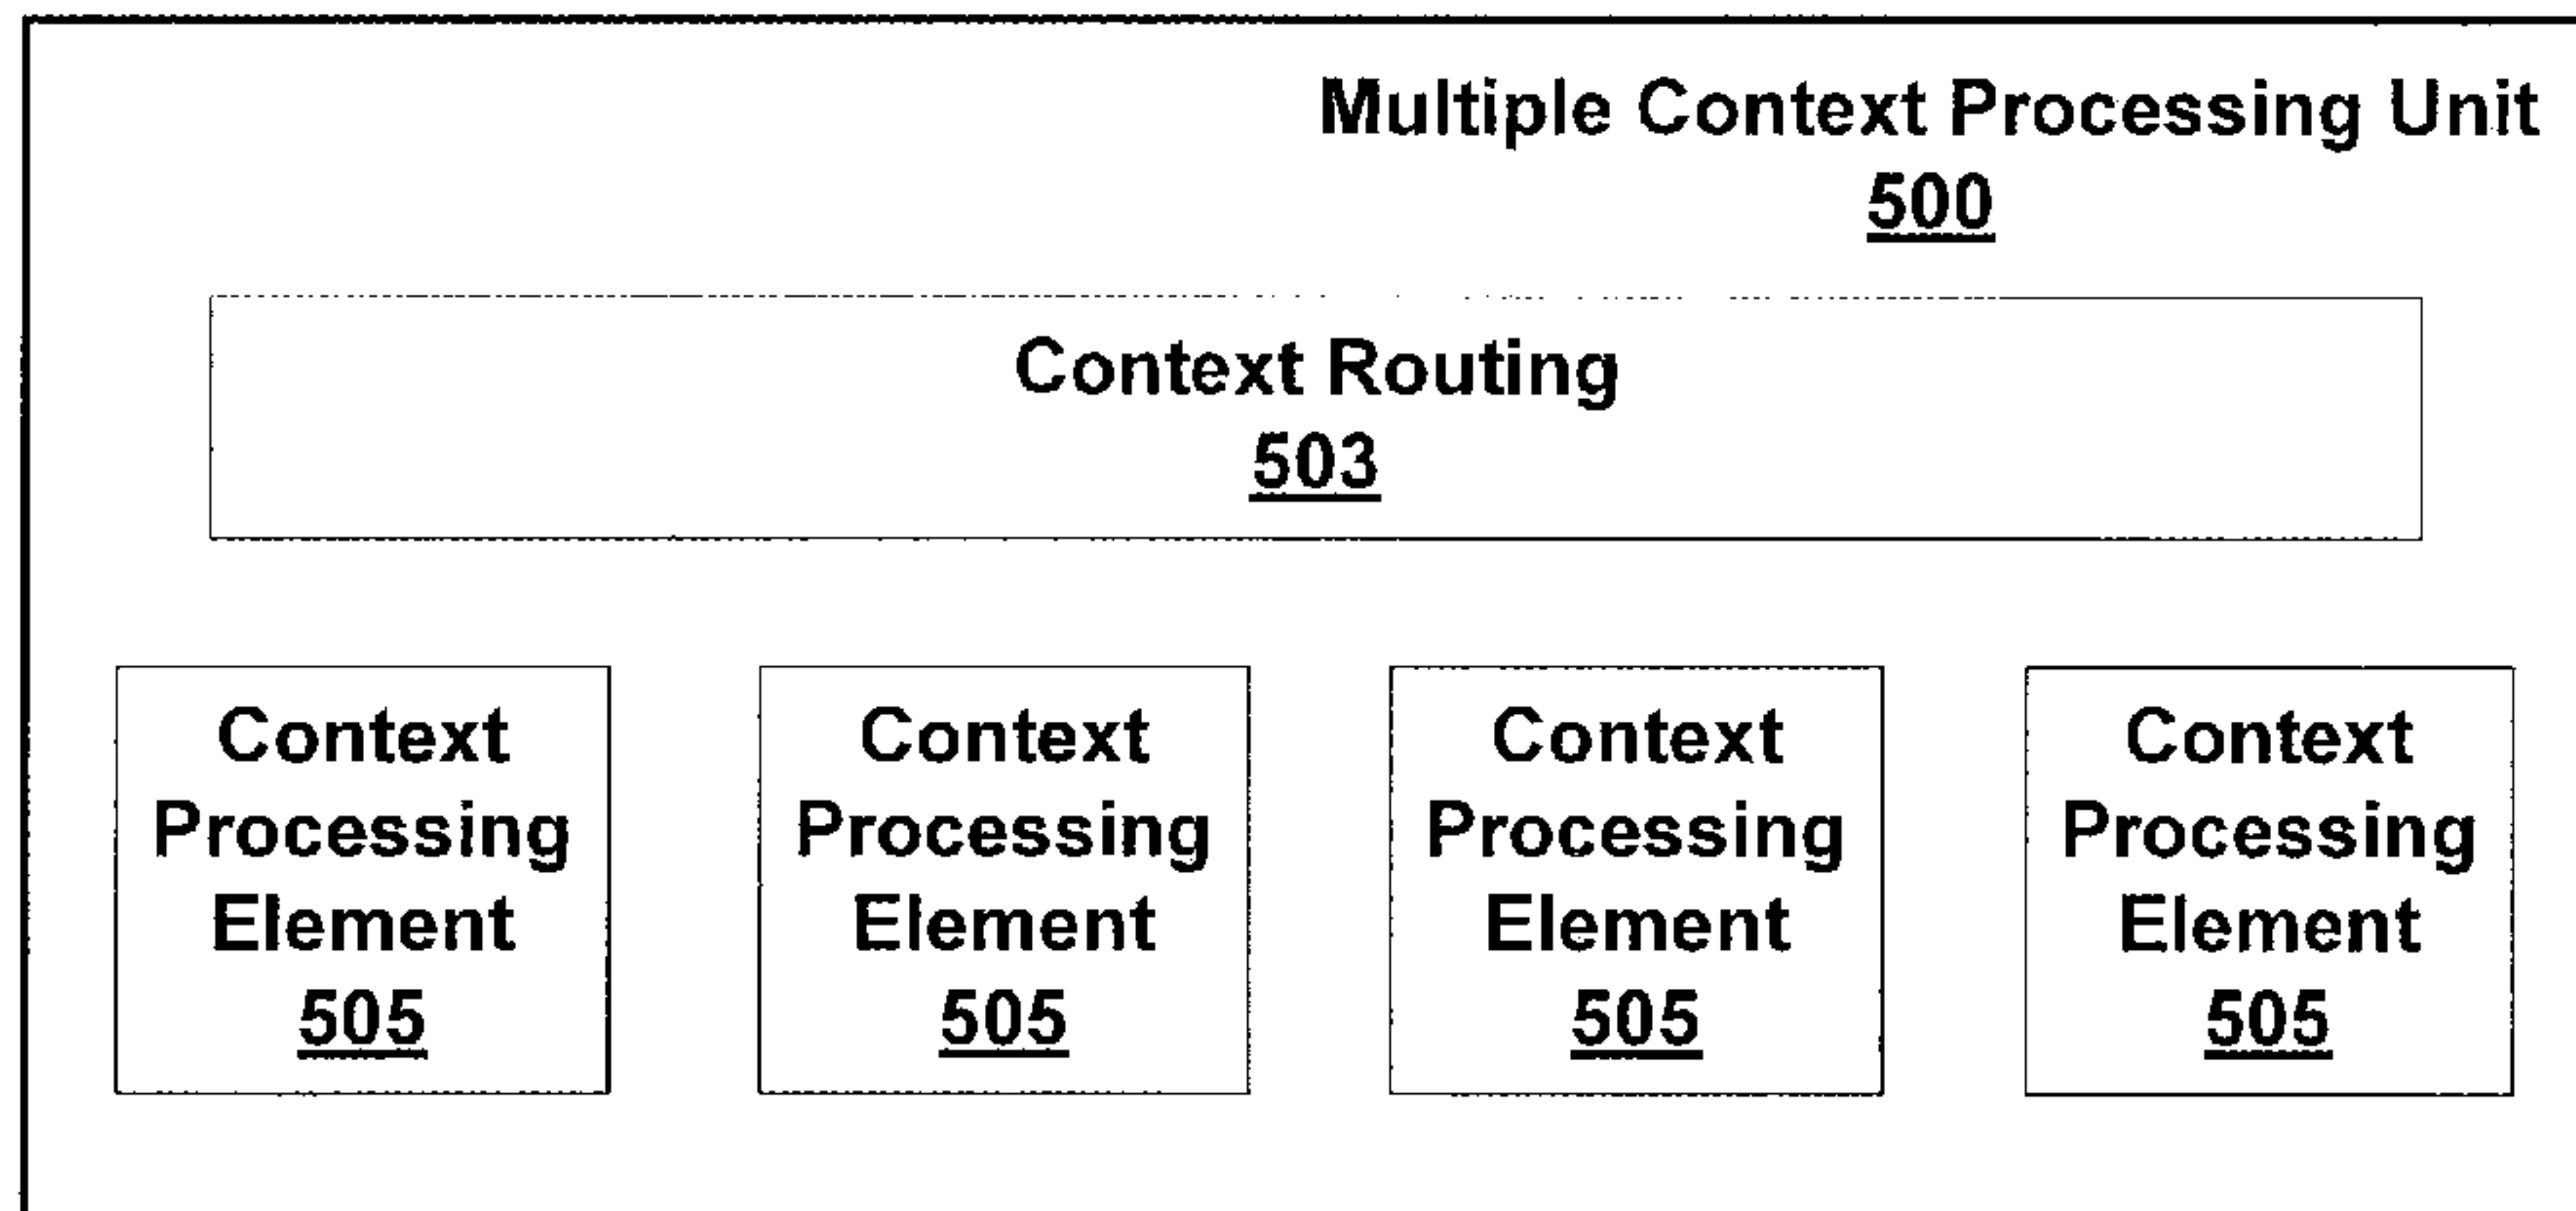 Multiple Context Processing Unit
500
Context Routing
503
Context
Processing
Element
505
Context
Processing
Element
505
Context
Processing
Element
505
Context
Processing
Element
505